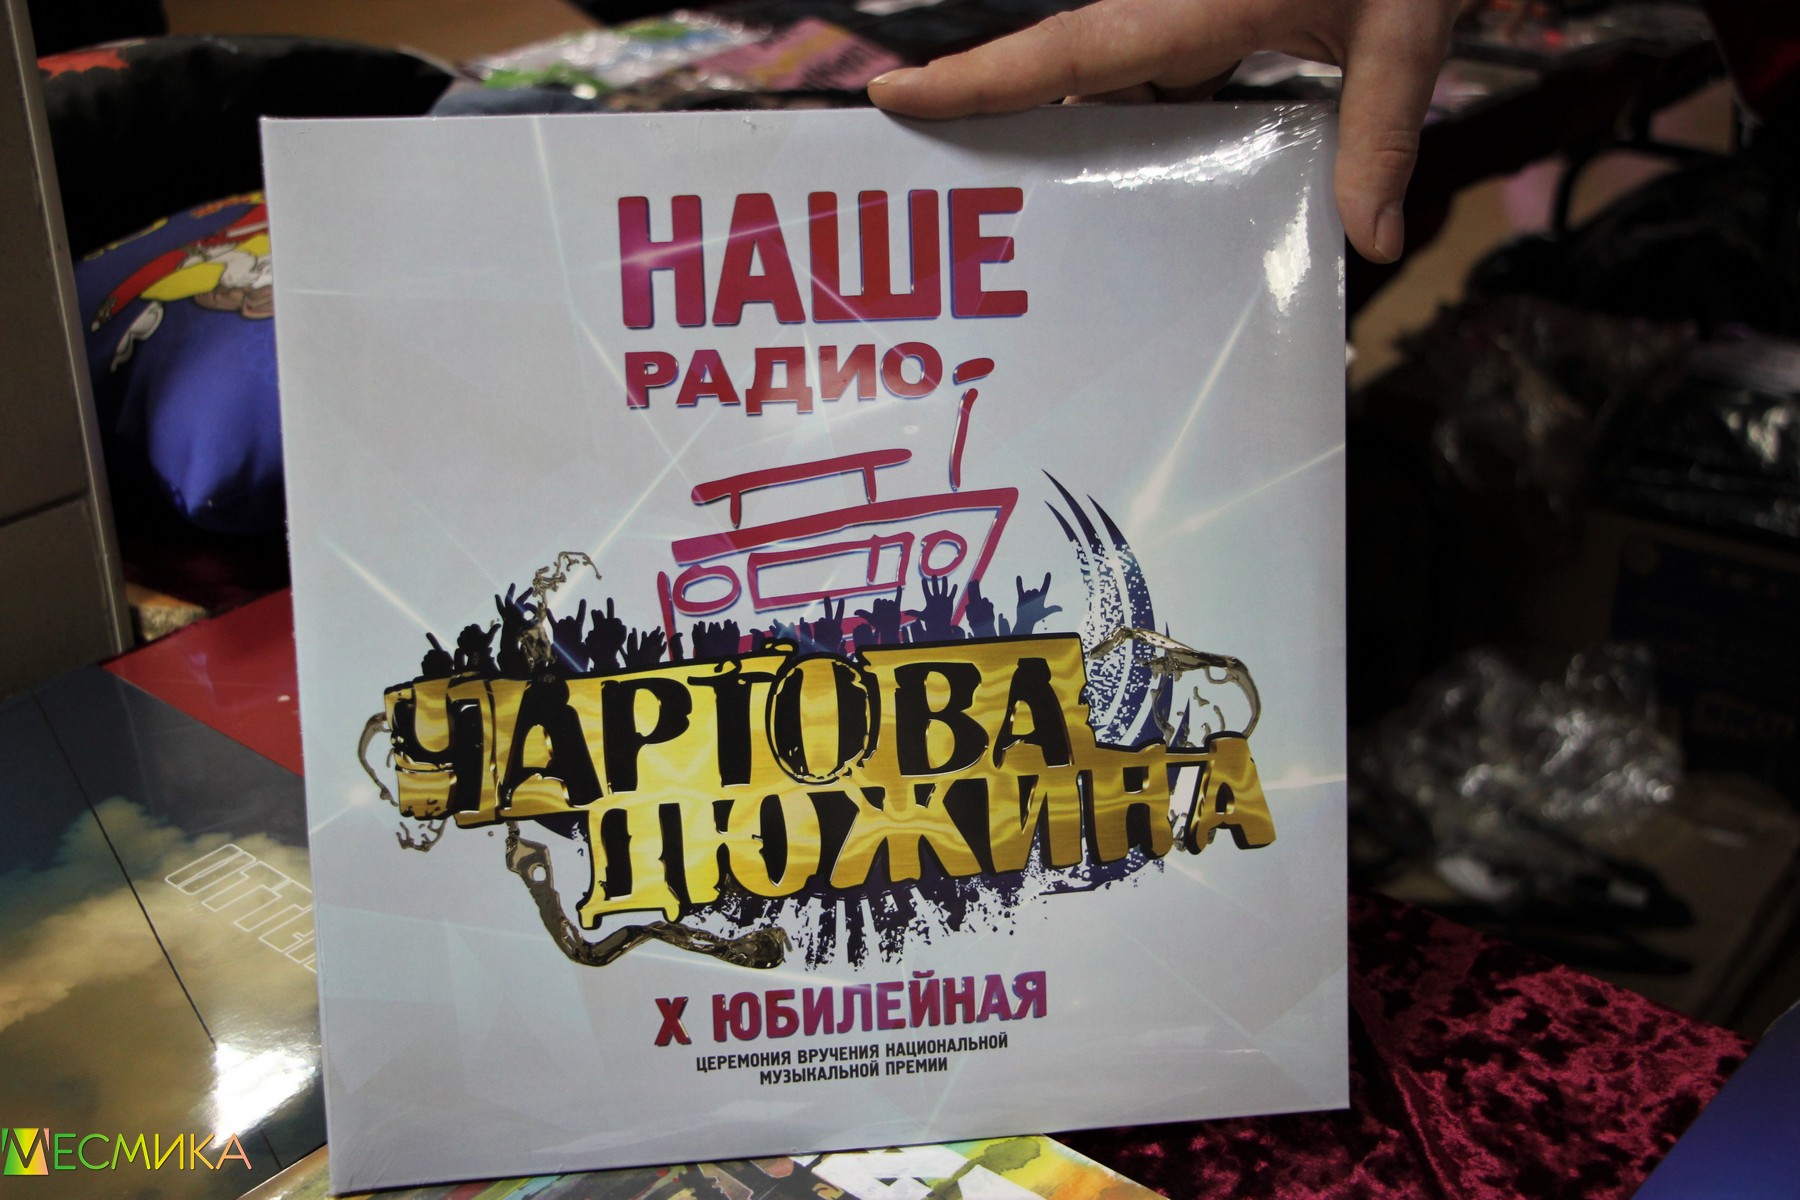 НАШЕ
РАДИО
ЧАРТОВА
ДЮЖИНА
X ЮБИЛЕЙНАЯ
ЦЕРЕМОНИЯ ВРУЧЕНИЯ НАЦИОНАЛЬНОЙ
МУЗЫКАЛЬНОЙ ПРЕМИИ
МЕСМИКА